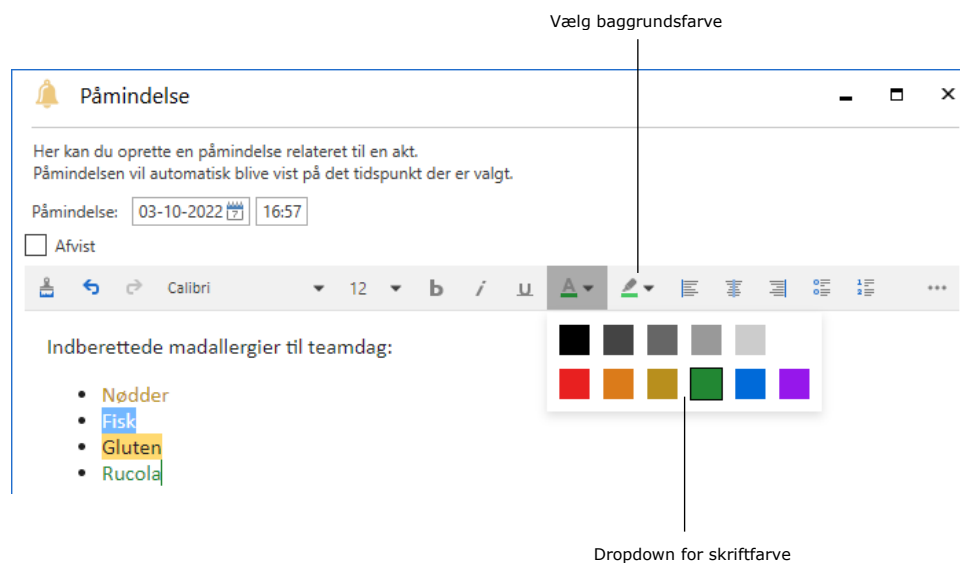 Vælg baggrundsfarve
Påmindelse
Her kan du oprette en påmindelse relateret til en akt.
Påmindelsen vil automatisk blive vist på det tidspunkt der er valgt.
Påmindelse: 03-10-2022 7 16:57
Afvist
Calibri 12 b i u A
Indberettede madallergier til teamdag:
• Nødder
• Fisk
• Gluten
• Rucola
Dropdown for skriftfarve